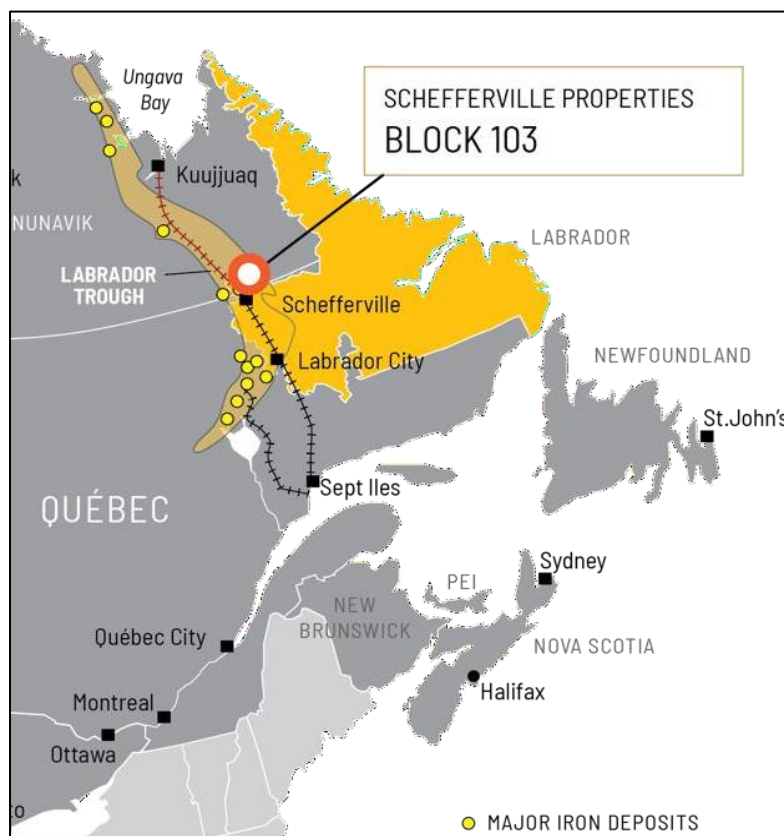 Ungava
Bay
SCHEFFERVILLE PROPERTIES
BLOCK 103
Kuujjuaq
k
NUNAVIK
LABRADOR
LABRADOR
TROUGH
Schefferville
Labrador City
NEWFOUNDLAND
St.John's
Sept Iles
QUÉBEC
Sydney
PEI
NEW
BRUNSWICK
Québec City
NOVA SCOTIA
Halifax
Montreal
Ottawa
to
MAJOR IRON DEPOSITS